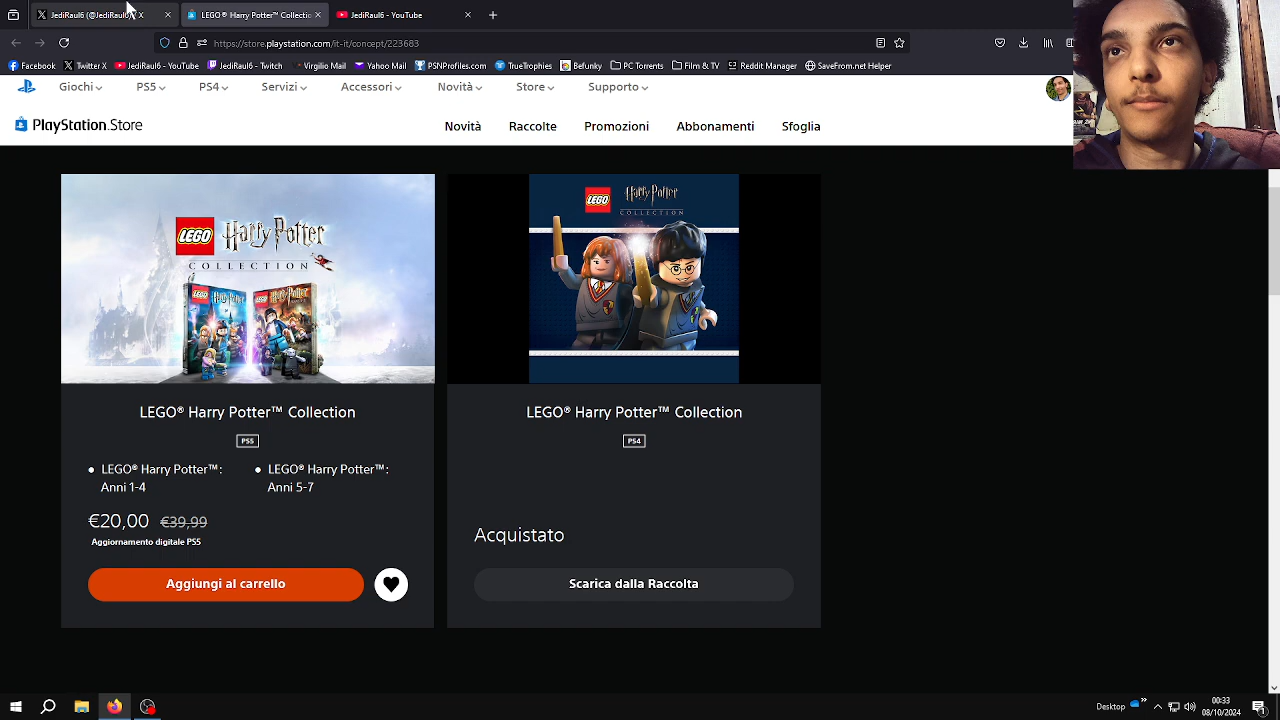 JediRaul6 (@JediRaul6)
LEGO® Harry Potter™ Collection
JediRaul6 - YouTube
https://store.playstation.com/it-it/concept/223683
Facebook
Twitter X
JediRaul6 - YouTube
JediRaul6 - Twitch
Virgilio Mail
Yahoo Mail
PSNProfiles.com
TrueTrophies
Befunky
PC Torrents
Film & TV
Reddit Manager
SaveFrom.net Helper
Giochi
PS5
PS4
Servizi
Accessori
Novità
Store
Supporto
PlayStation.Store
Novità
Raccolte
Promozioni
Abbonamenti
Sfoglia
LEGO Harry Potter
COLLECTION
LEGO Harry Potter
COLLECTION
LEGO® Harry Potter™ Collection
PS5
LEGO® Harry Potter™:
Anni 1-4
LEGO® Harry Potter™:
Anni 5-7
€20,00 €39,99
Aggiornamento digitale PS5
Aggiungi al carrello
LEGO® Harry Potter™ Collection
PS4
Acquistato
Scarica dalla Raccolta
Desktop
00:33
08/10/2024